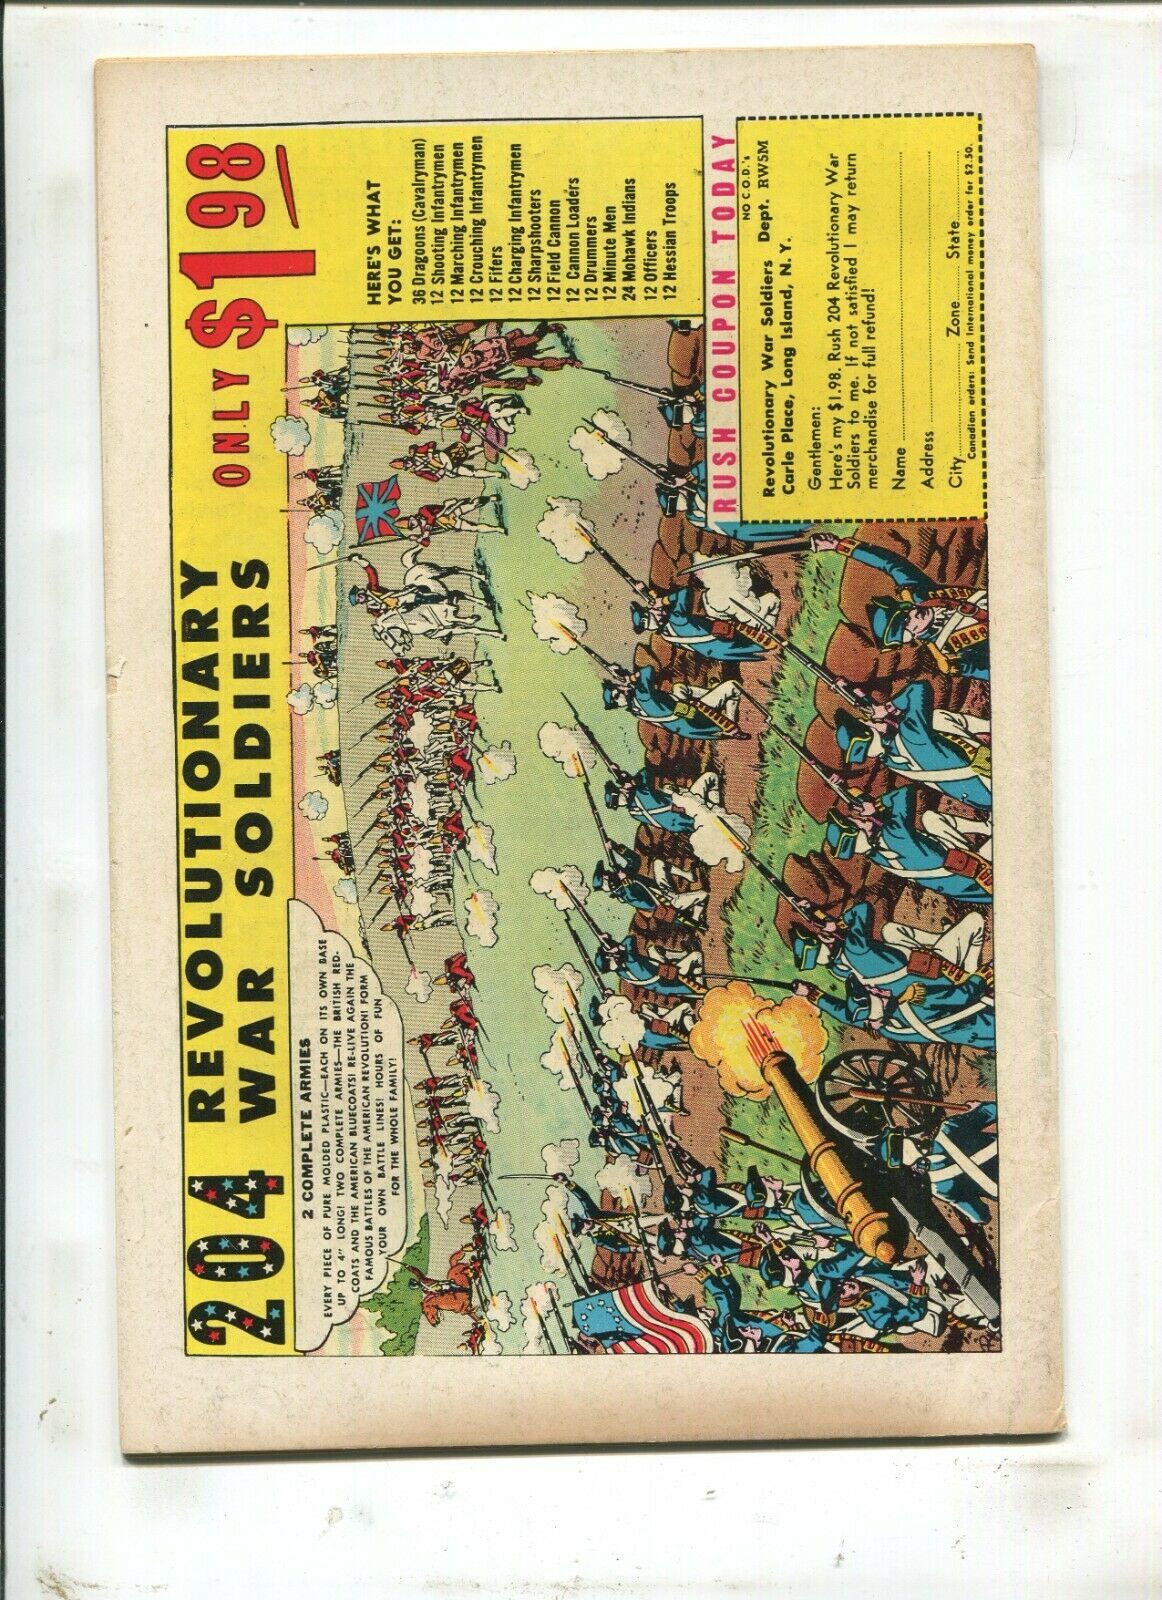 204 REVOLUTIONARY
WAR SOLDIERS ONLY $198
2 COMPLETE ARMIES
EVERY PIECE OF PURE MOLDED PLASTIC—EACH ON ITS OWN BASE
UP TO 4" LONG! TWO COMPLETE ARMIES—THE BRITISH RED-
COATS AND THE AMERICAN BLUECOATS! RE-LIVE AGAIN THE
FAMOUS BATTLES OF THE AMERICAN REVOLUTION! FORM
YOUR OWN BATTLE LINES! HOURS OF FUN
FOR THE WHOLE FAMILY!
HERE'S WHAT
YOU GET:
36 Dragoons (Cavalryman)
12 Shooting Infantrymen
12 Marching Infantrymen
12 Crouching Infantrymen
12 Fifers
12 Charging Infantrymen
12 Sharpshooters
12 Field Cannon
12 Cannon Loaders
12 Drummers
12 Minute Men
24 Mohawk Indians
12 Officers
12 Hessian Troops
RUSH COUPON TODAY
NO C.O.D.'s
Revolutionary War Soldiers Dept. RW5M
Carle Place, Long Island, N. Y.
Gentlemen:
Here's my $1.98. Rush 204 Revolutionary War
Soldiers to me. If not satisfied I may return
merchandise for full refund!
Name
Address
City Zone State
Canadian orders: Send International money order for $2.50.